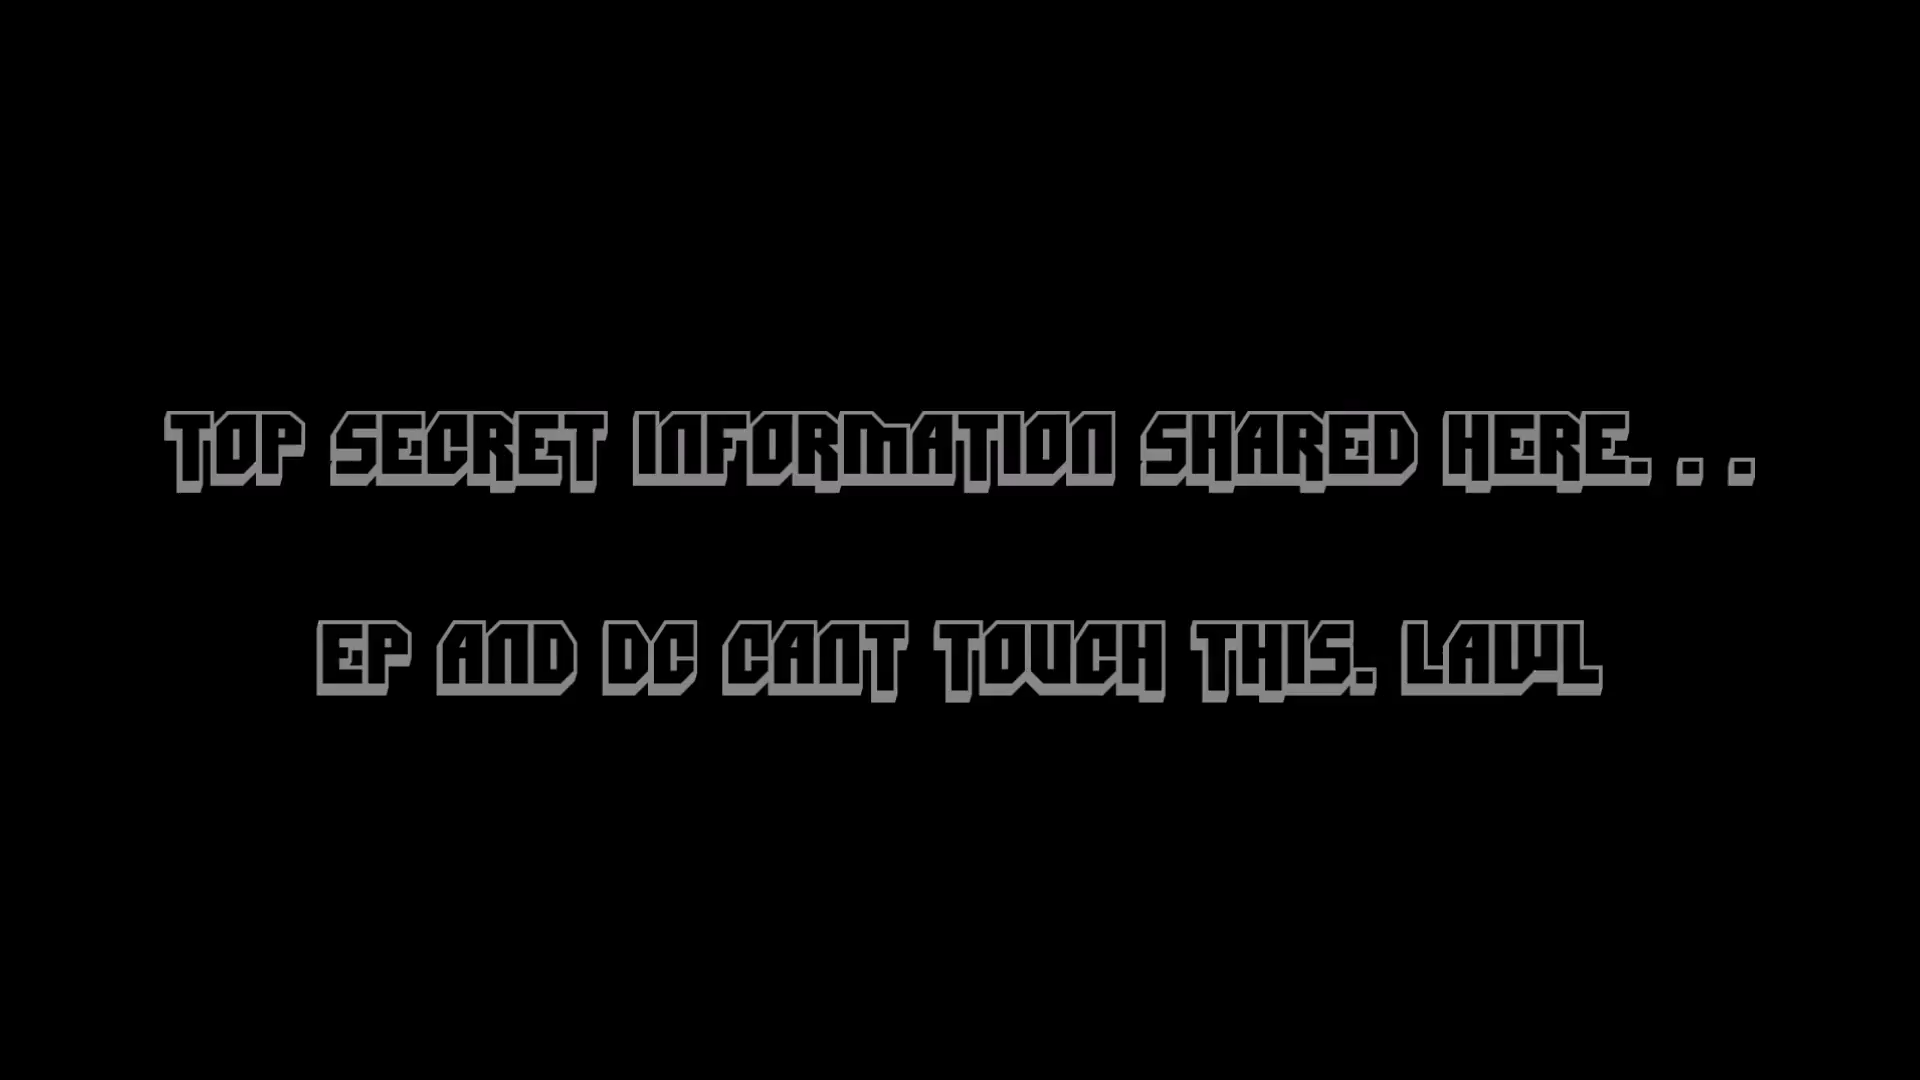 TOP SECRET INFORMATION SHARED HERE. . .
EP AND DC CANT TOUCH THIS. LAWL